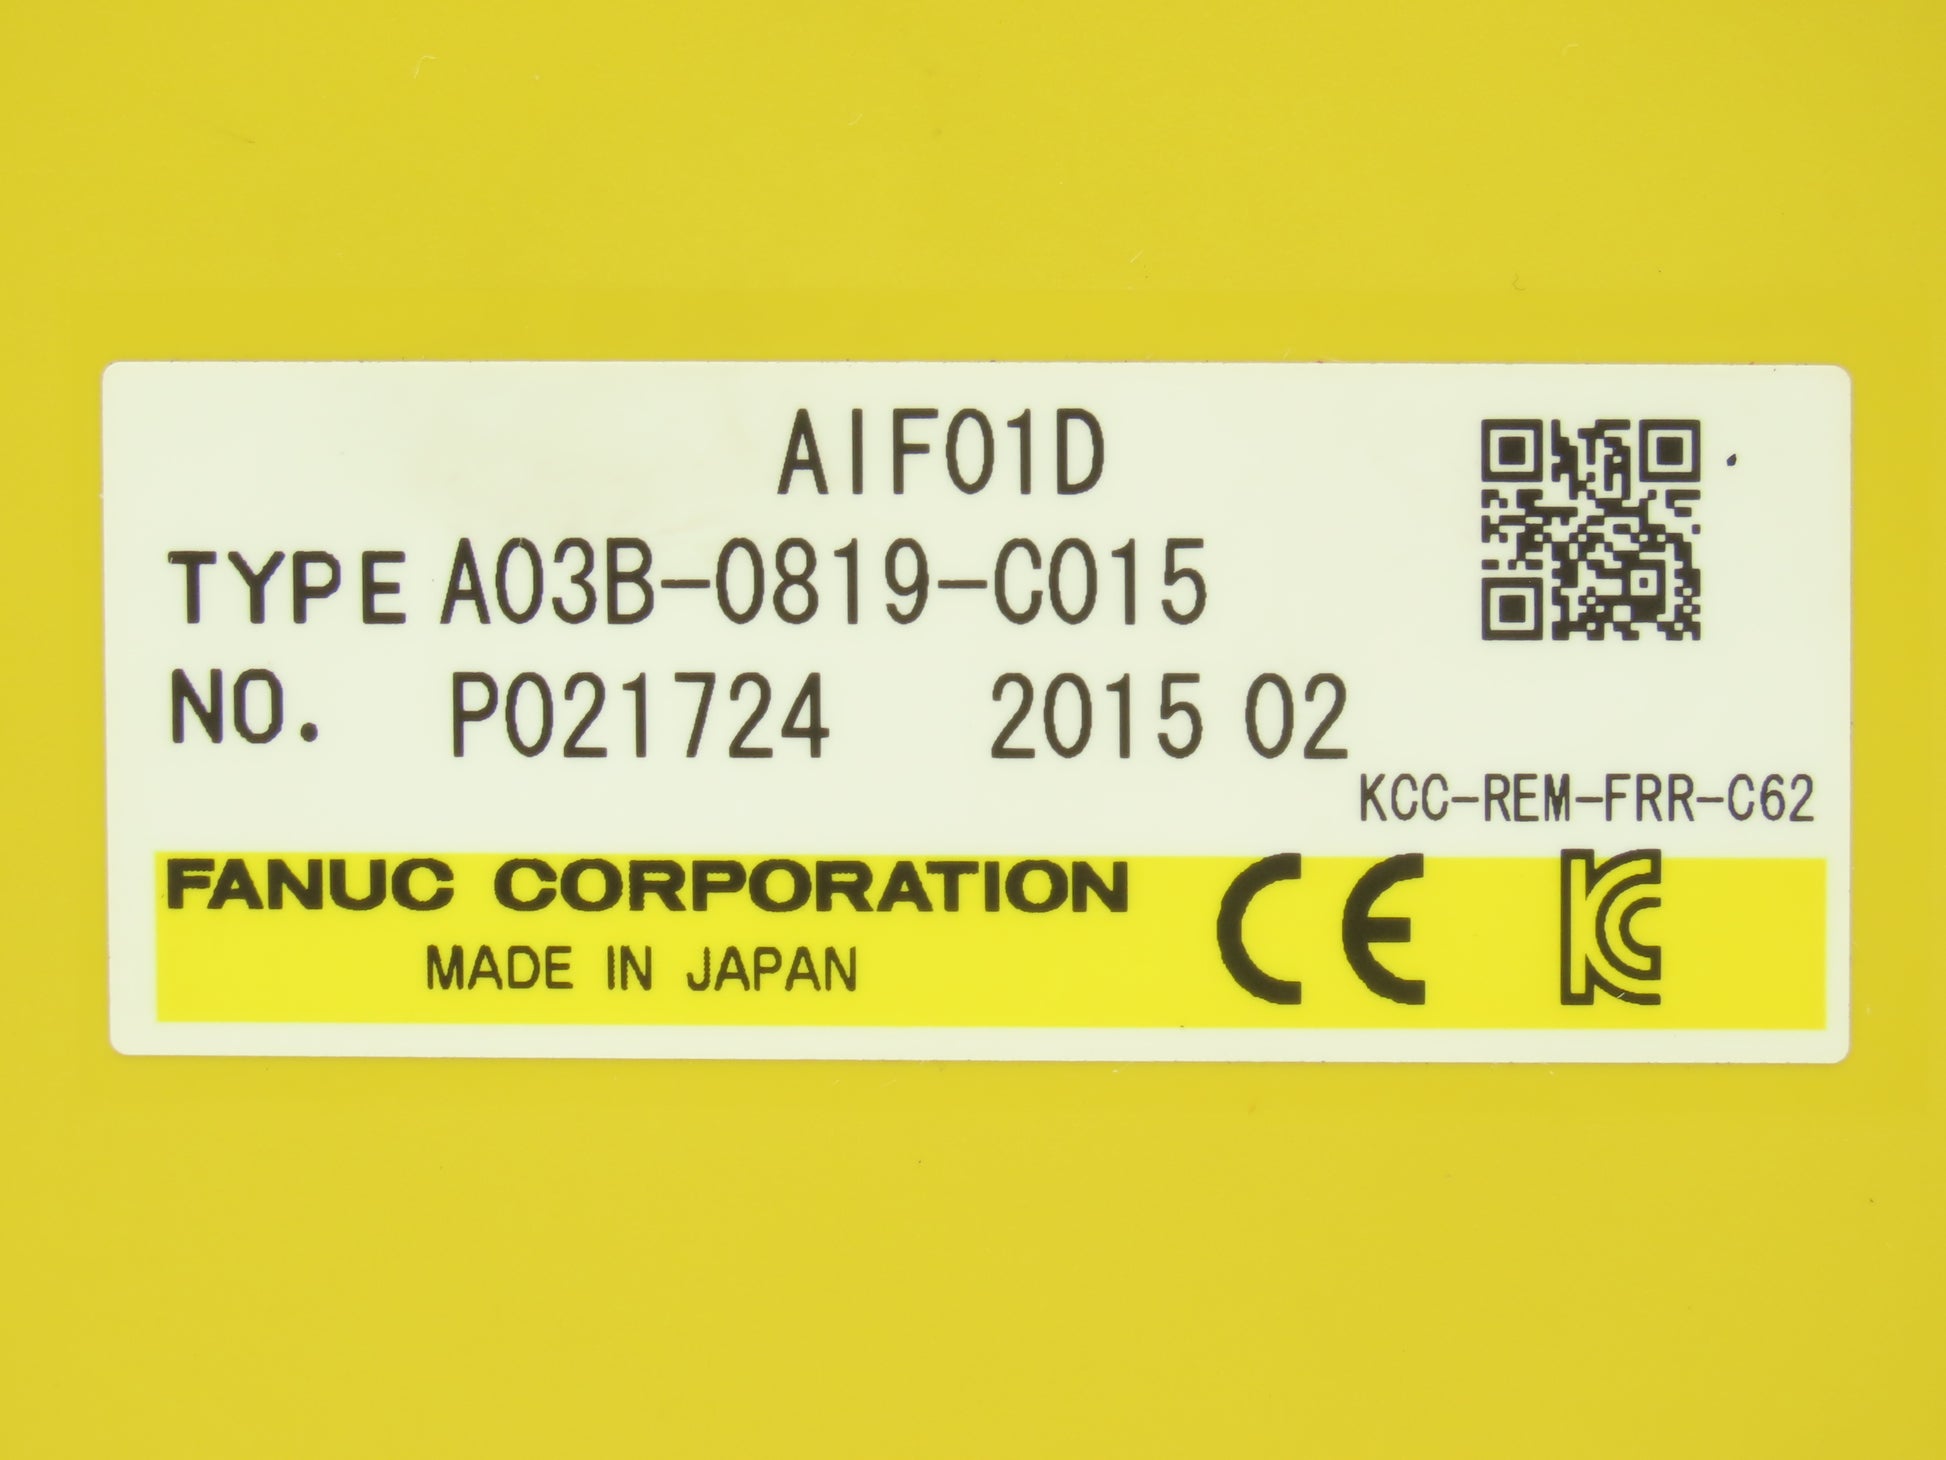 AIF01D
TYPE A03B-0819-C015
NO. P021724 2015 02
KCC-REM-FRR-C62
FANUC CORPORATION
MADE IN JAPAN
CE KC